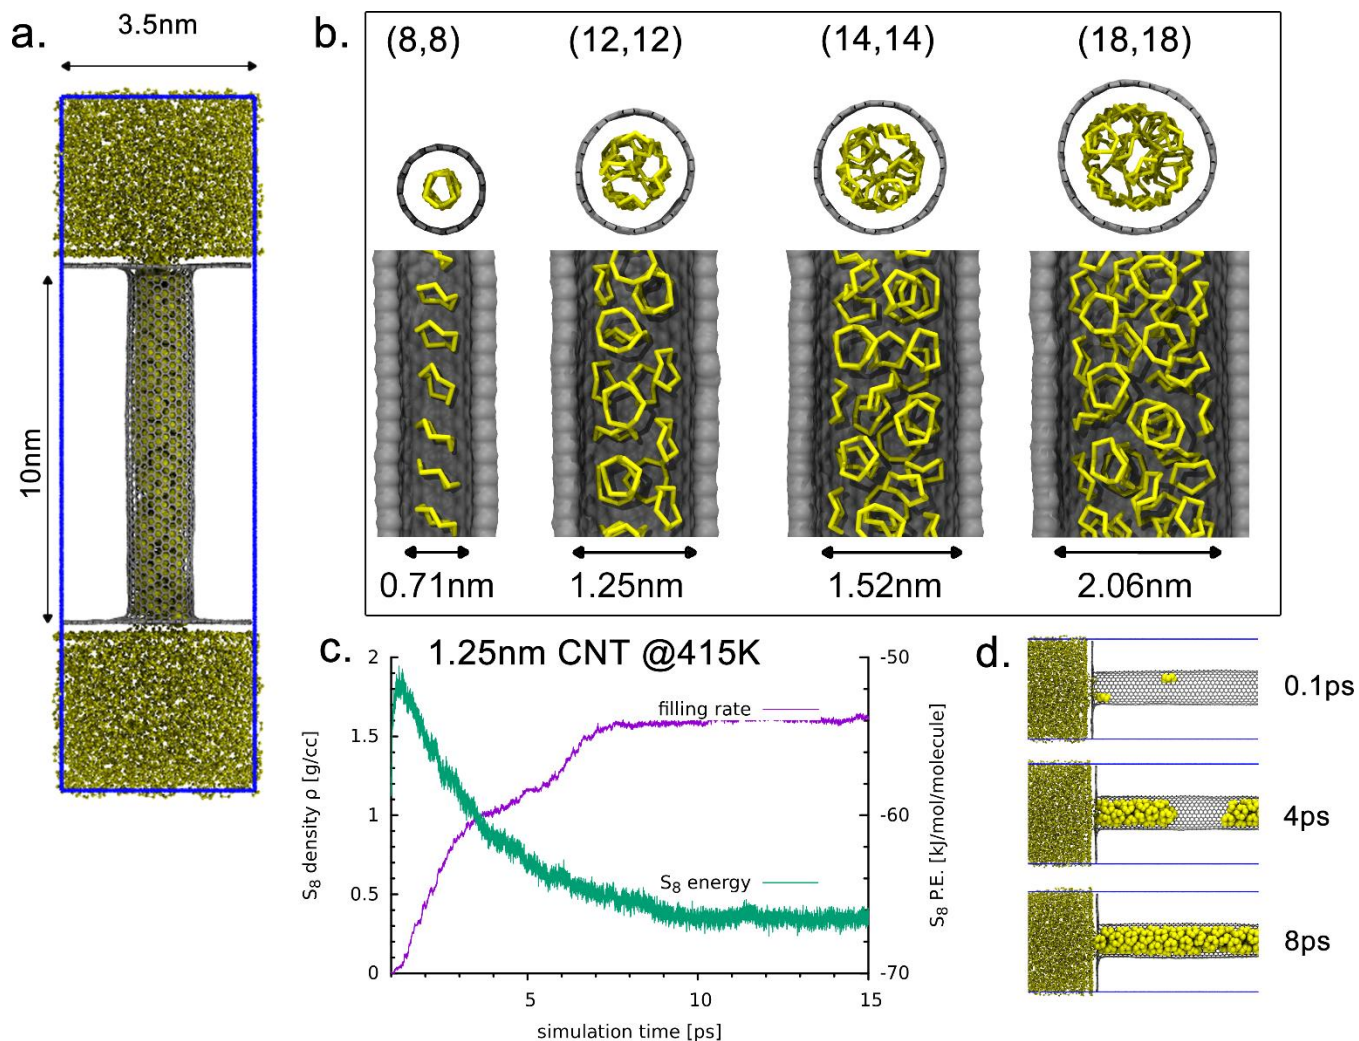 a.
3.5nm
10nm
b.
(8,8) (12,12) (14,14) (18,18)
0.71nm 1.25nm 1.52nm 2.06nm
c.
1.25nm CNT @415K
2
1.5
1
0.5
0
S₈ density ρ [g/cc]
filling rate
S₈ energy
-50
-60
-70
S₈ P.E. [kJ/mol/molecule]
5 10 15
simulation time [ps]
d.
0.1ps
4ps
8ps